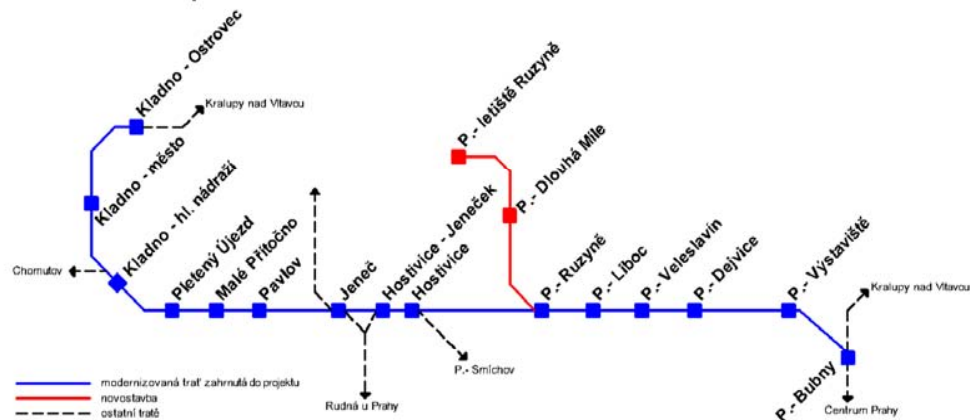 Kladno - Ostrovec
Kralupy nad Vltavou
Kladno - město
Kladno - hl. nádraží
Chomutov
Pletený Újezd
Malé Přítočno
Pavlov
Jeneč
Hostivice - Jeneček
Hostivice
P.- letiště Ruzyně
P.- Dlouhá Míle
P.- Ruzyně
P.- Liboc
P.- Veleslavín
P.- Dejvice
P.- Výstaviště
P.- Bubny
Kralupy nad Vltavou
Centrum Prahy
P.- Smíchov
Rudná u Prahy
modernizovaná trať zahrnutá do projektu
novostavba
ostatní tratě